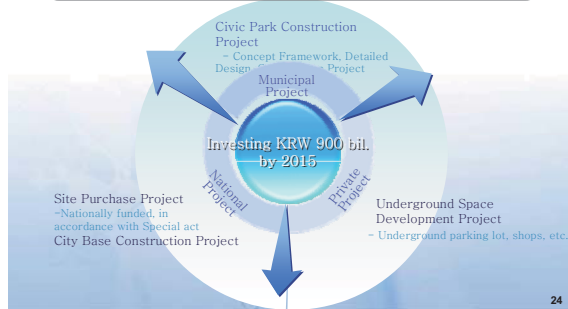 Civic Park Construction
Project
- Concept Framework, Detailed
Design, Project
Municipal
Project
Investing KRW 900 bil.
by 2015
National
Project
Private
Project
Site Purchase Project
-Nationally funded, in
accordance with Special act
City Base Construction Project
Underground Space
Development Project
- Underground parking lot, shops, etc.
24